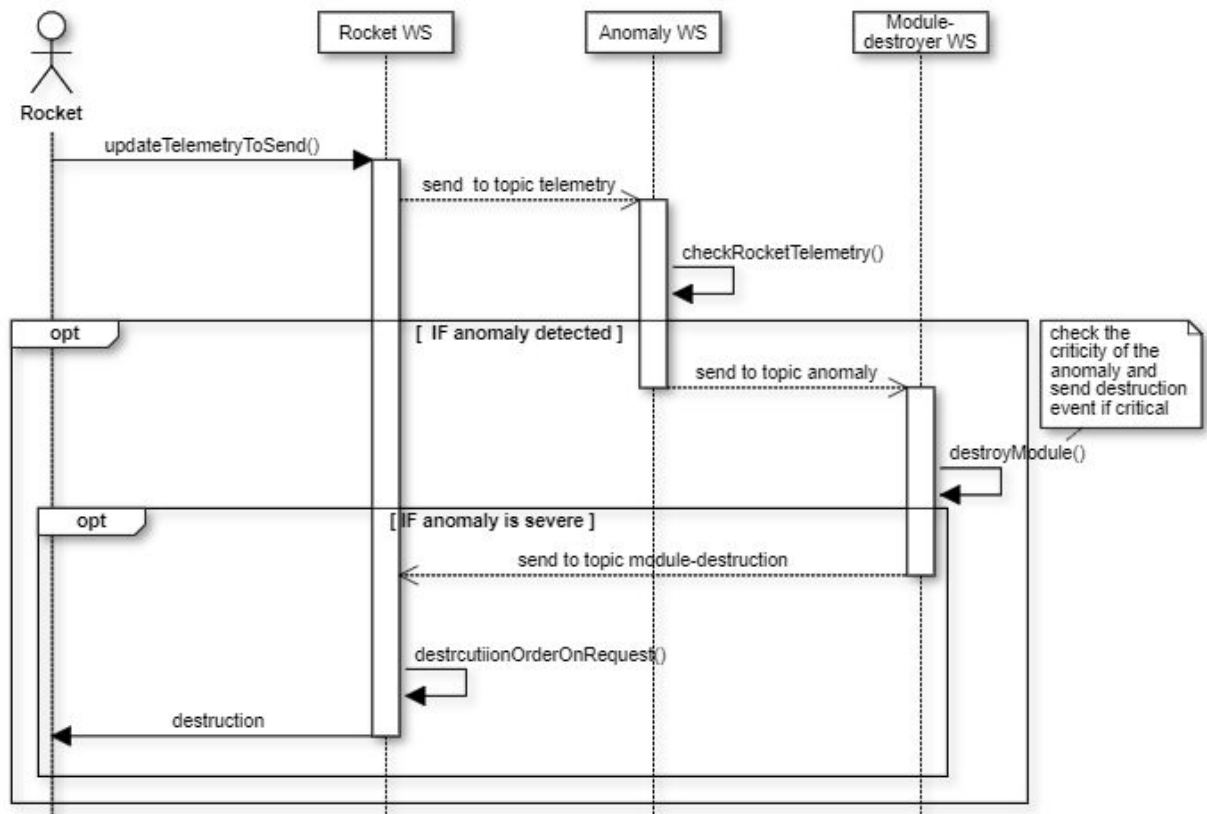 Rocket WS
Anomaly WS
Module-
destroyer WS
Rocket
updateTelemetryToSend()
send  to topic telemetry
checkRocketTelemetry()
opt
[  IF anomaly detected ]
check the
criticity of the
anomaly and
send destruction
event if critical
send to topic anomaly
destroyModule()
opt
[ IF anomaly is severe ]
send to topic module-destruction
destrcutiionOrderOnRequest()
destruction